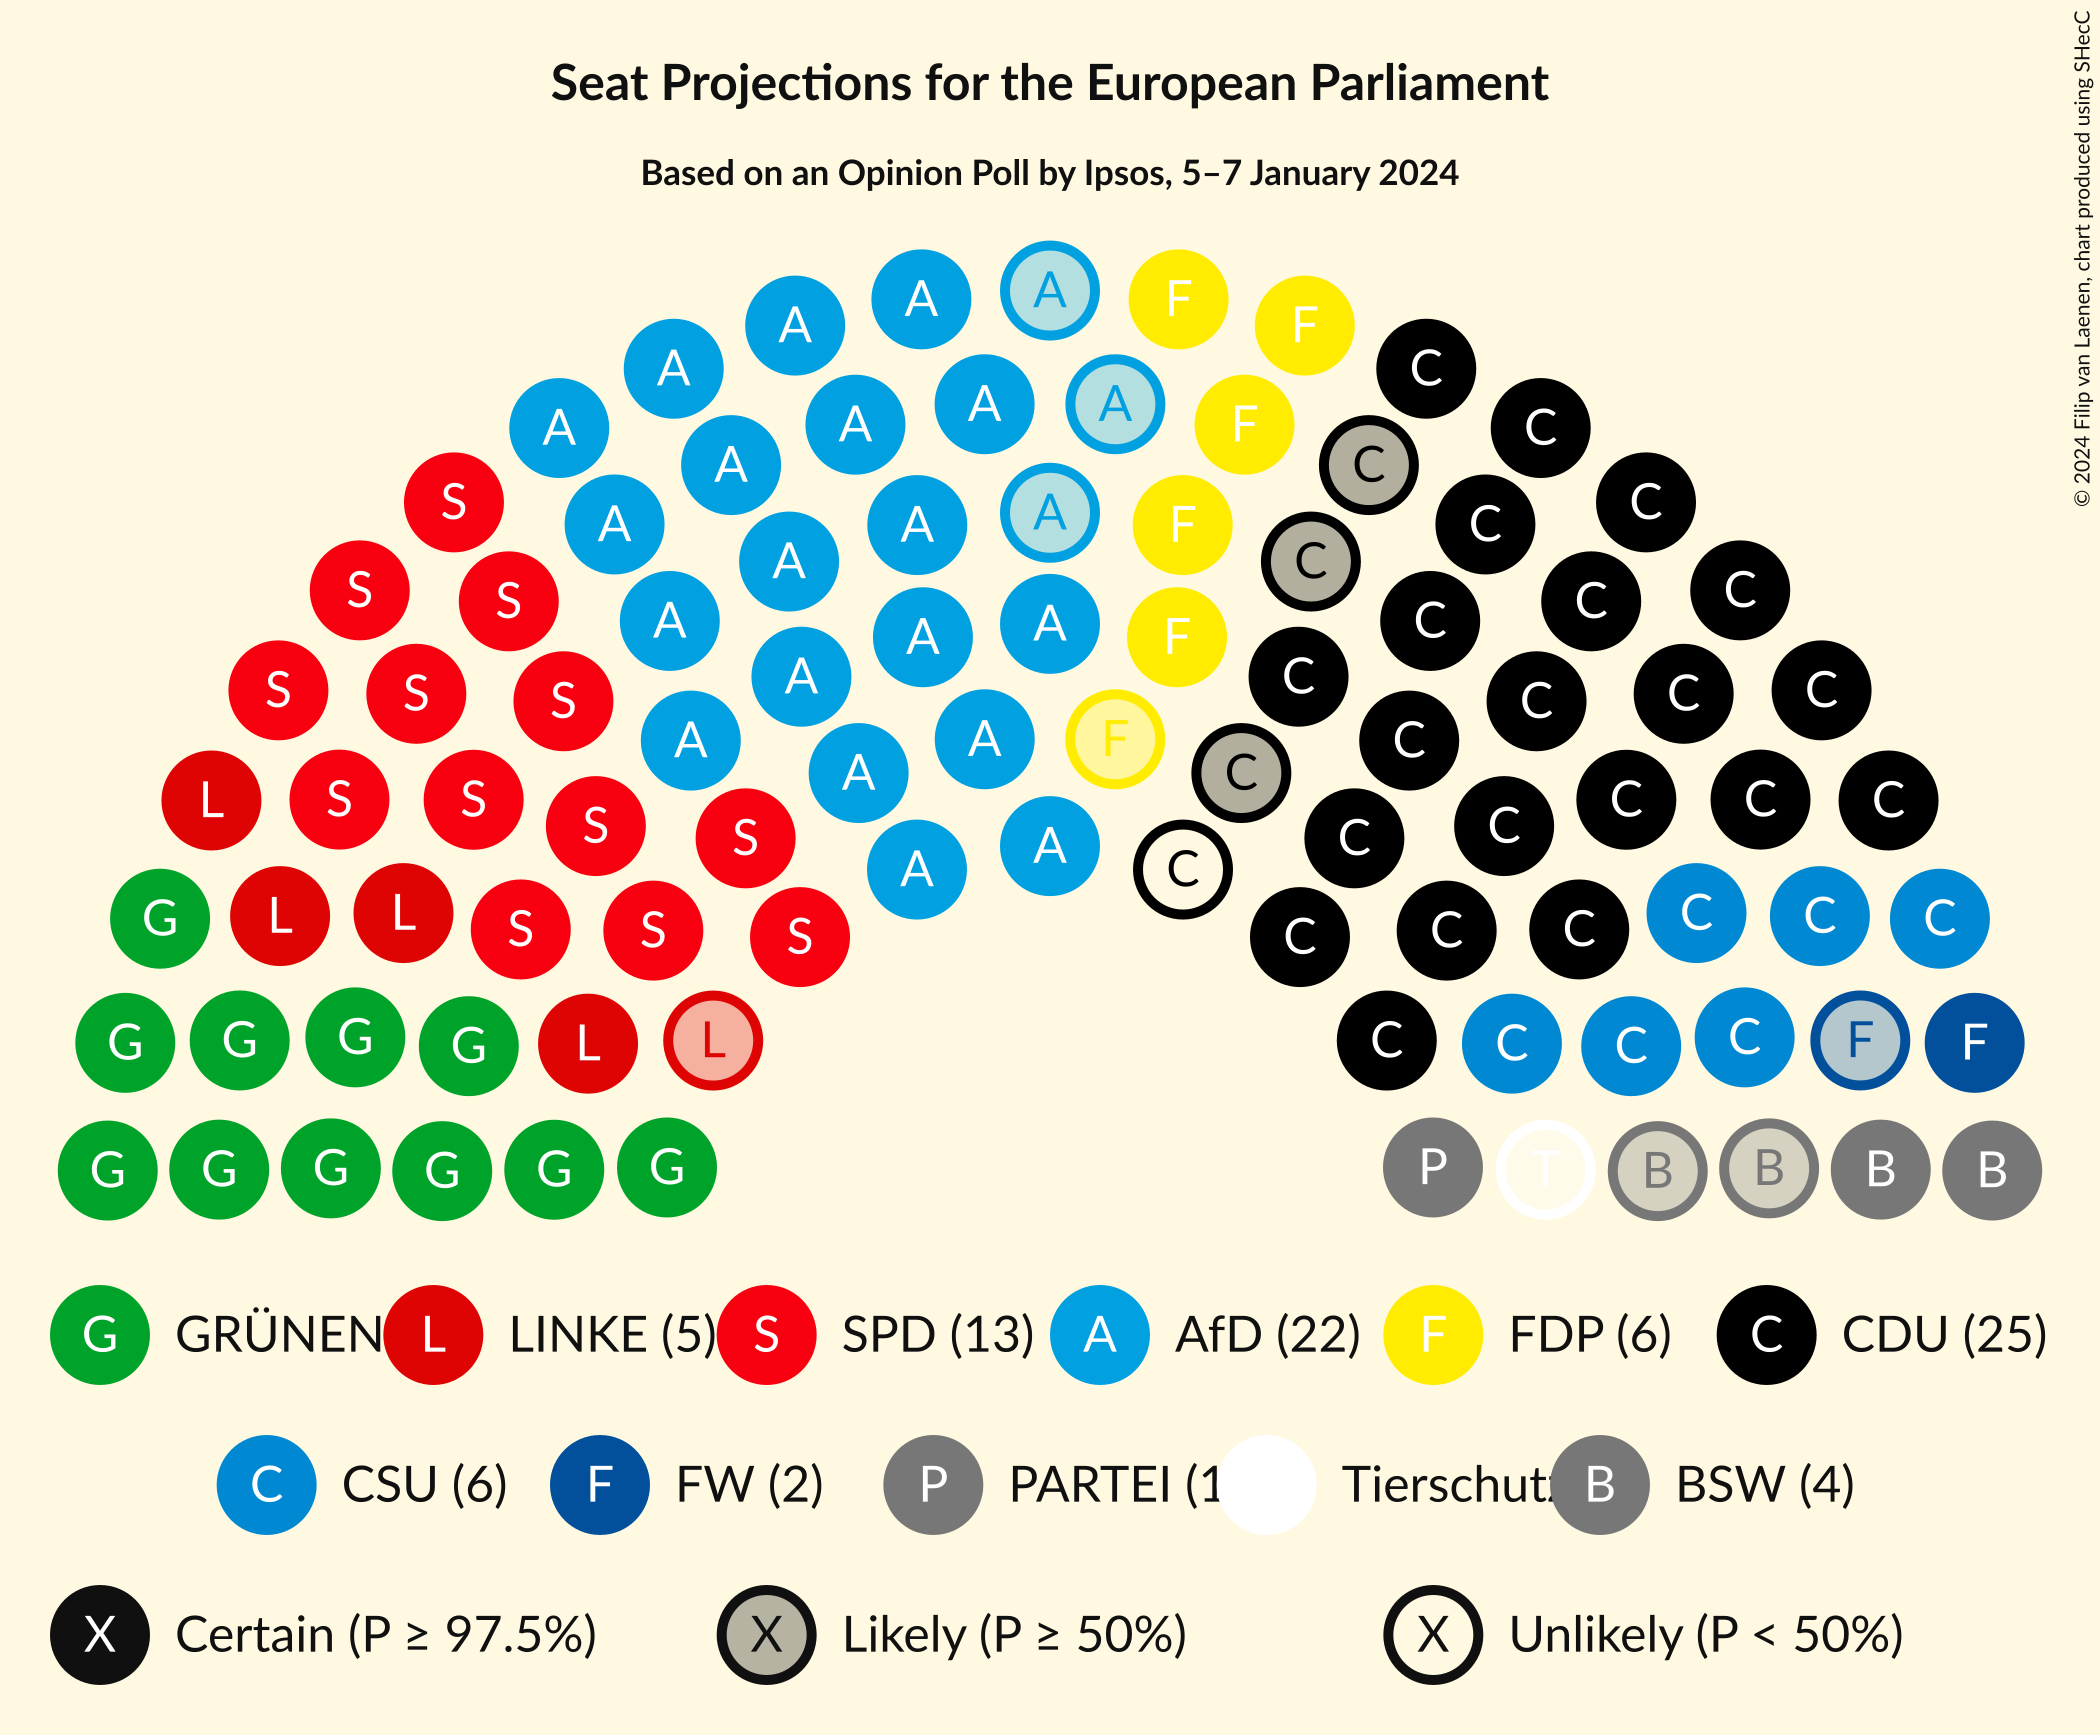 Seat Projections for the European Parliament
Based on an Opinion Poll by Ipsos, 5–7 January 2024
© 2024 Filip van Laenen, chart produced using SHecC
A A A F F
A A C
A A A F C
A A C C
S A A F C C
S S A A C C C
A A F
S S S A A C C C C
A A F C
L S S S S A C C C C C C
G L L S S S A A C C C C C C C
G G G G L L C C C C F F
G G G G G G P T B B B B
G GRÜNEN L LINKE (5) S SPD (13) A AfD (22) F FDP (6) C CDU (25)
C CSU (6) F FW (2) P PARTEI (1 Tierschutz B BSW (4)
X Certain (P ≥ 97.5%) X Likely (P ≥ 50%) X Unlikely (P < 50%)